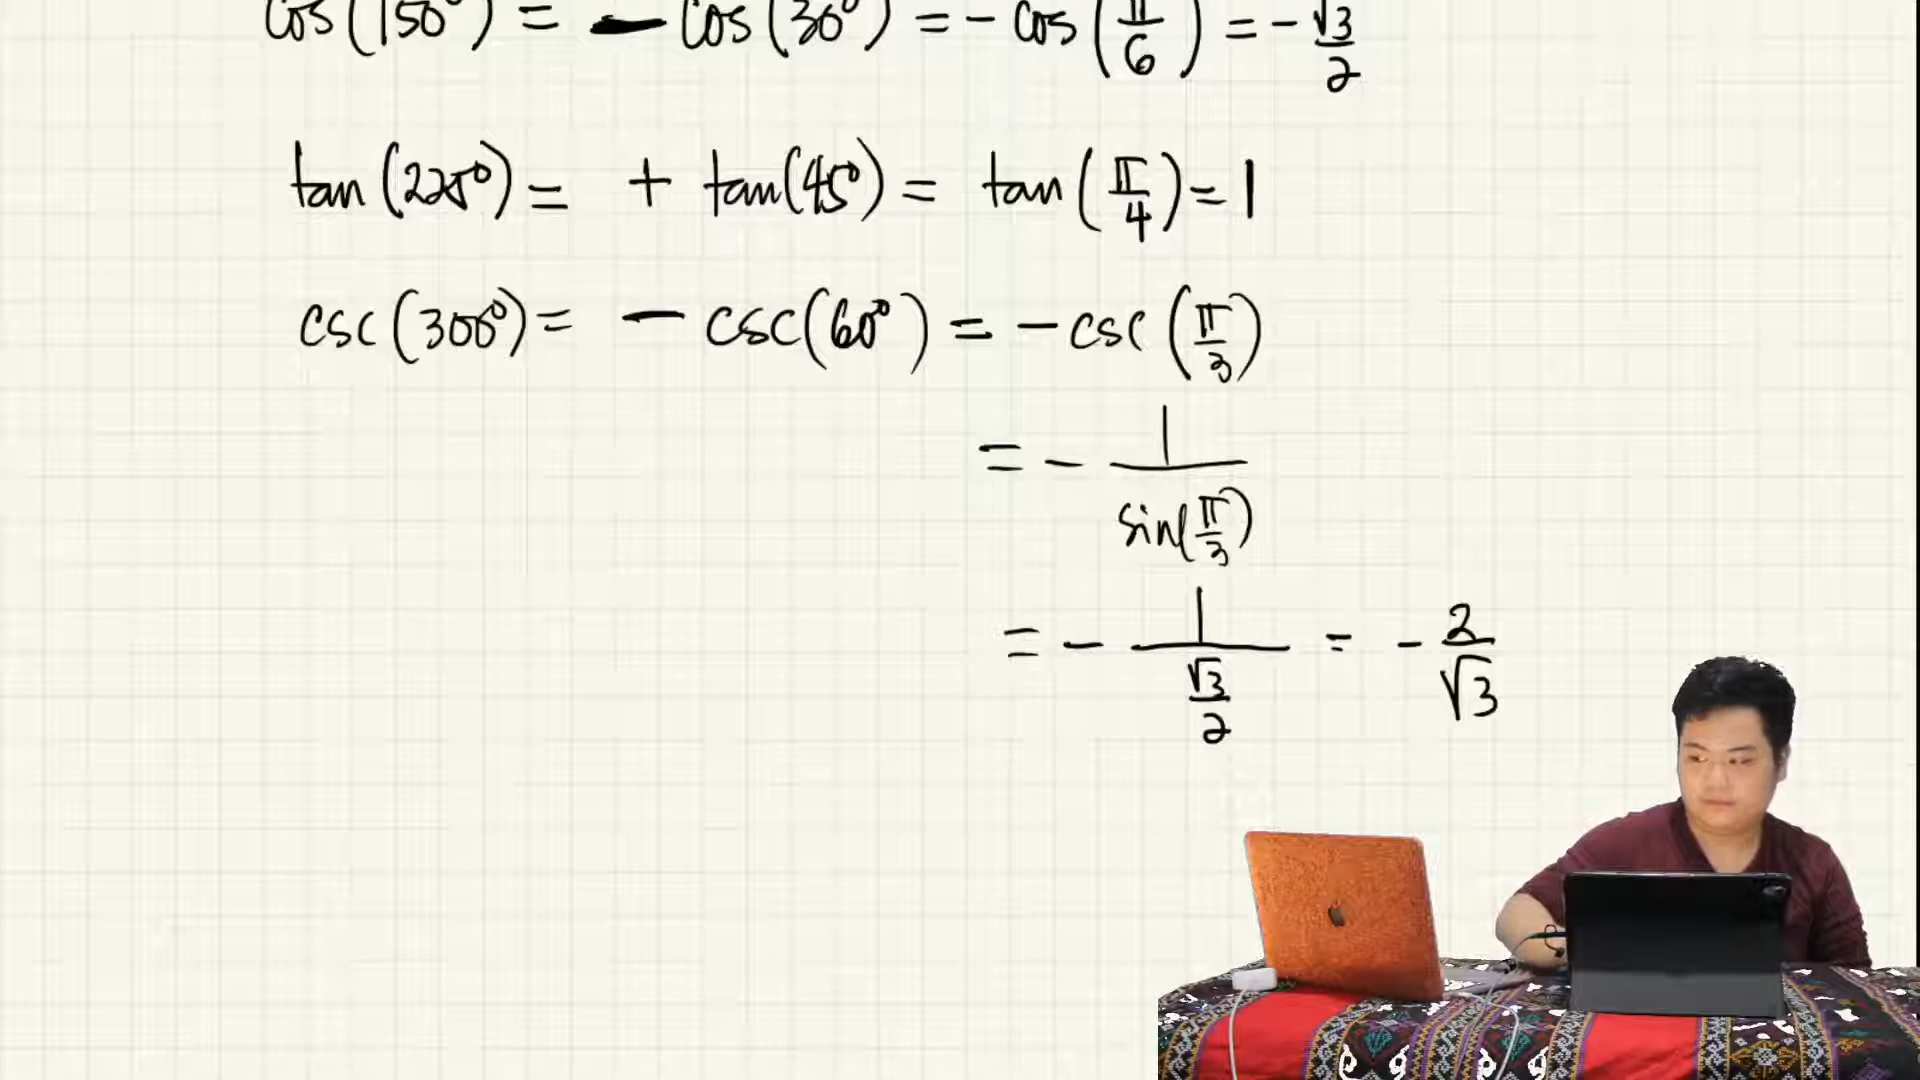 cos(150°) = - cos(30°) = - cos(π/6) = - √3/2
tan(225°) = + tan(45°) = tan(π/4) = 1
csc(300°) = - csc(60°) = - csc(π/3)
= - 1/sin(π/3)
= - 1/(√3/2) = - 2/√3